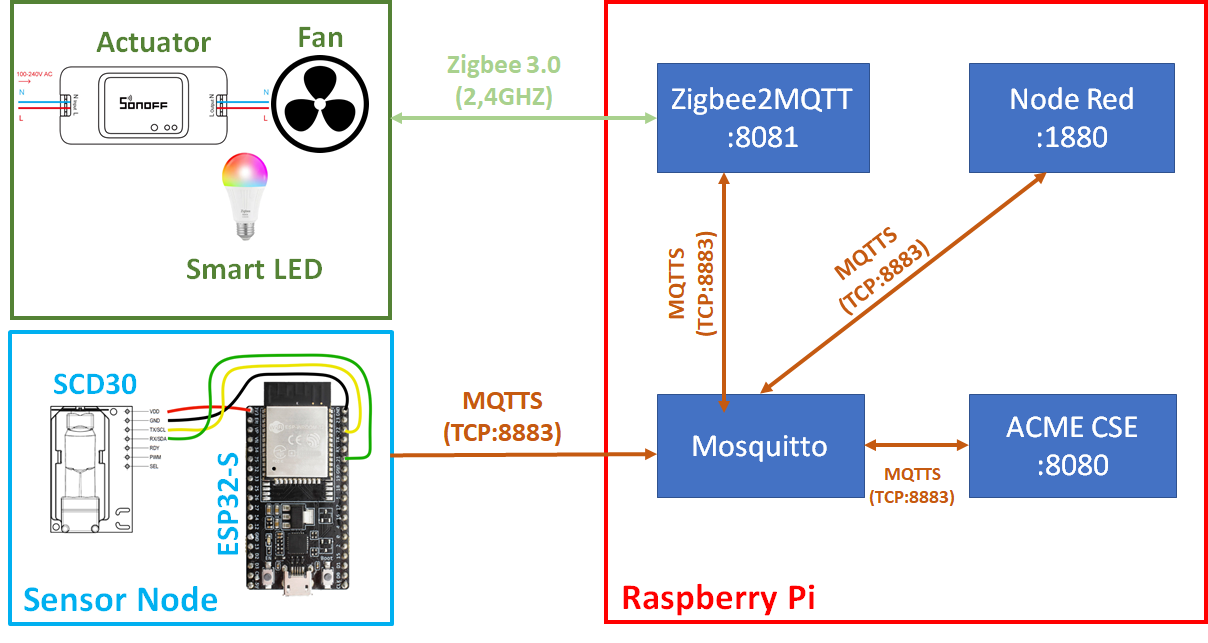 Actuator
Fan
100-240V AC
N
L
N Input L
SONOFF
L Output N
N
L
Smart LED
Zigbee 3.0
(2,4GHZ)
Zigbee2MQTT
:8081
Node Red
:1880
MQTTS
(TCP:8883)
MQTTS
(TCP:8883)
SCD30
VDD
GND
TX/SCL
RX/SDA
RDY
PWM
SEL
ESP32-S
Sensor Node
MQTTS
(TCP:8883)
Mosquitto
MQTTS
(TCP:8883)
ACME CSE
:8080
Raspberry Pi